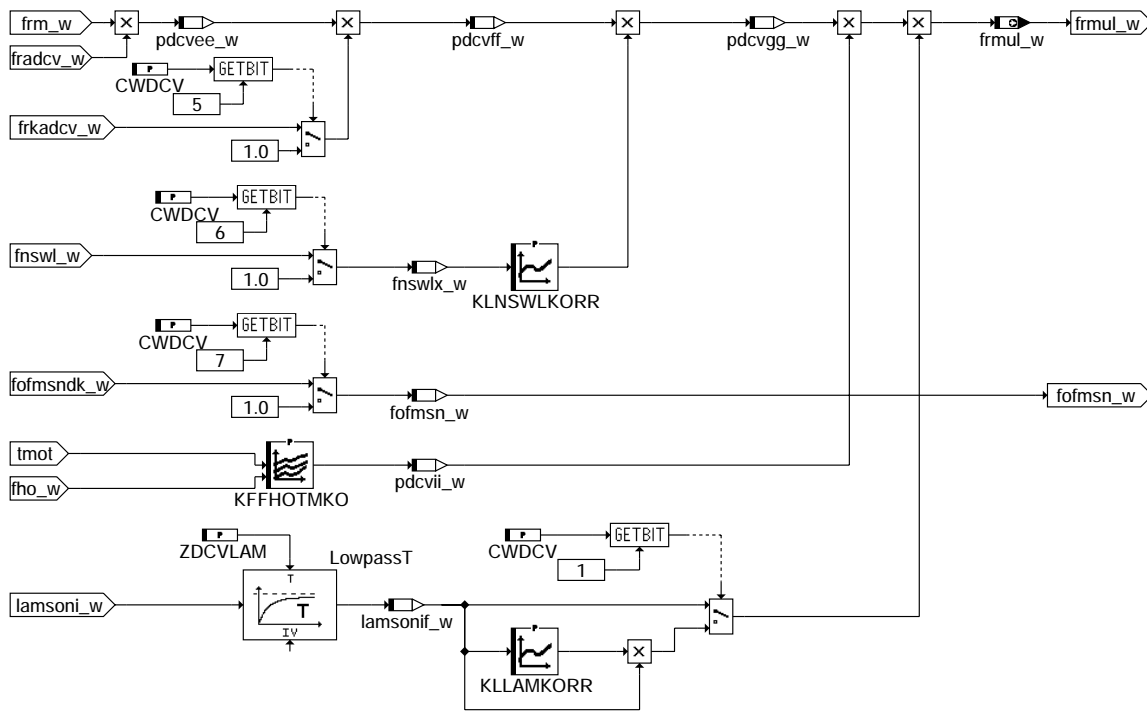 frm_w
pdcvee_w
pdcvff_w
pdcvgg_w
frmul_w
frmul_w
fradcv_w
P
CWDCV
GETBIT
5
frkadcv_w
1.0
P
CWDCV
GETBIT
6
fnswl_w
1.0
fnswlx_w
P
KLNSWLKORR
P
CWDCV
GETBIT
7
fofmsndk_w
1.0
fofmsn_w
fofmsn_w
tmot
fho_w
P
KFFHOTMKO
pdcvii_w
P
ZDCVLAM
LowpassT
T
T
IV
P
CWDCV
GETBIT
1
lamsoni_w
lamsonif_w
P
KLLAMKORR